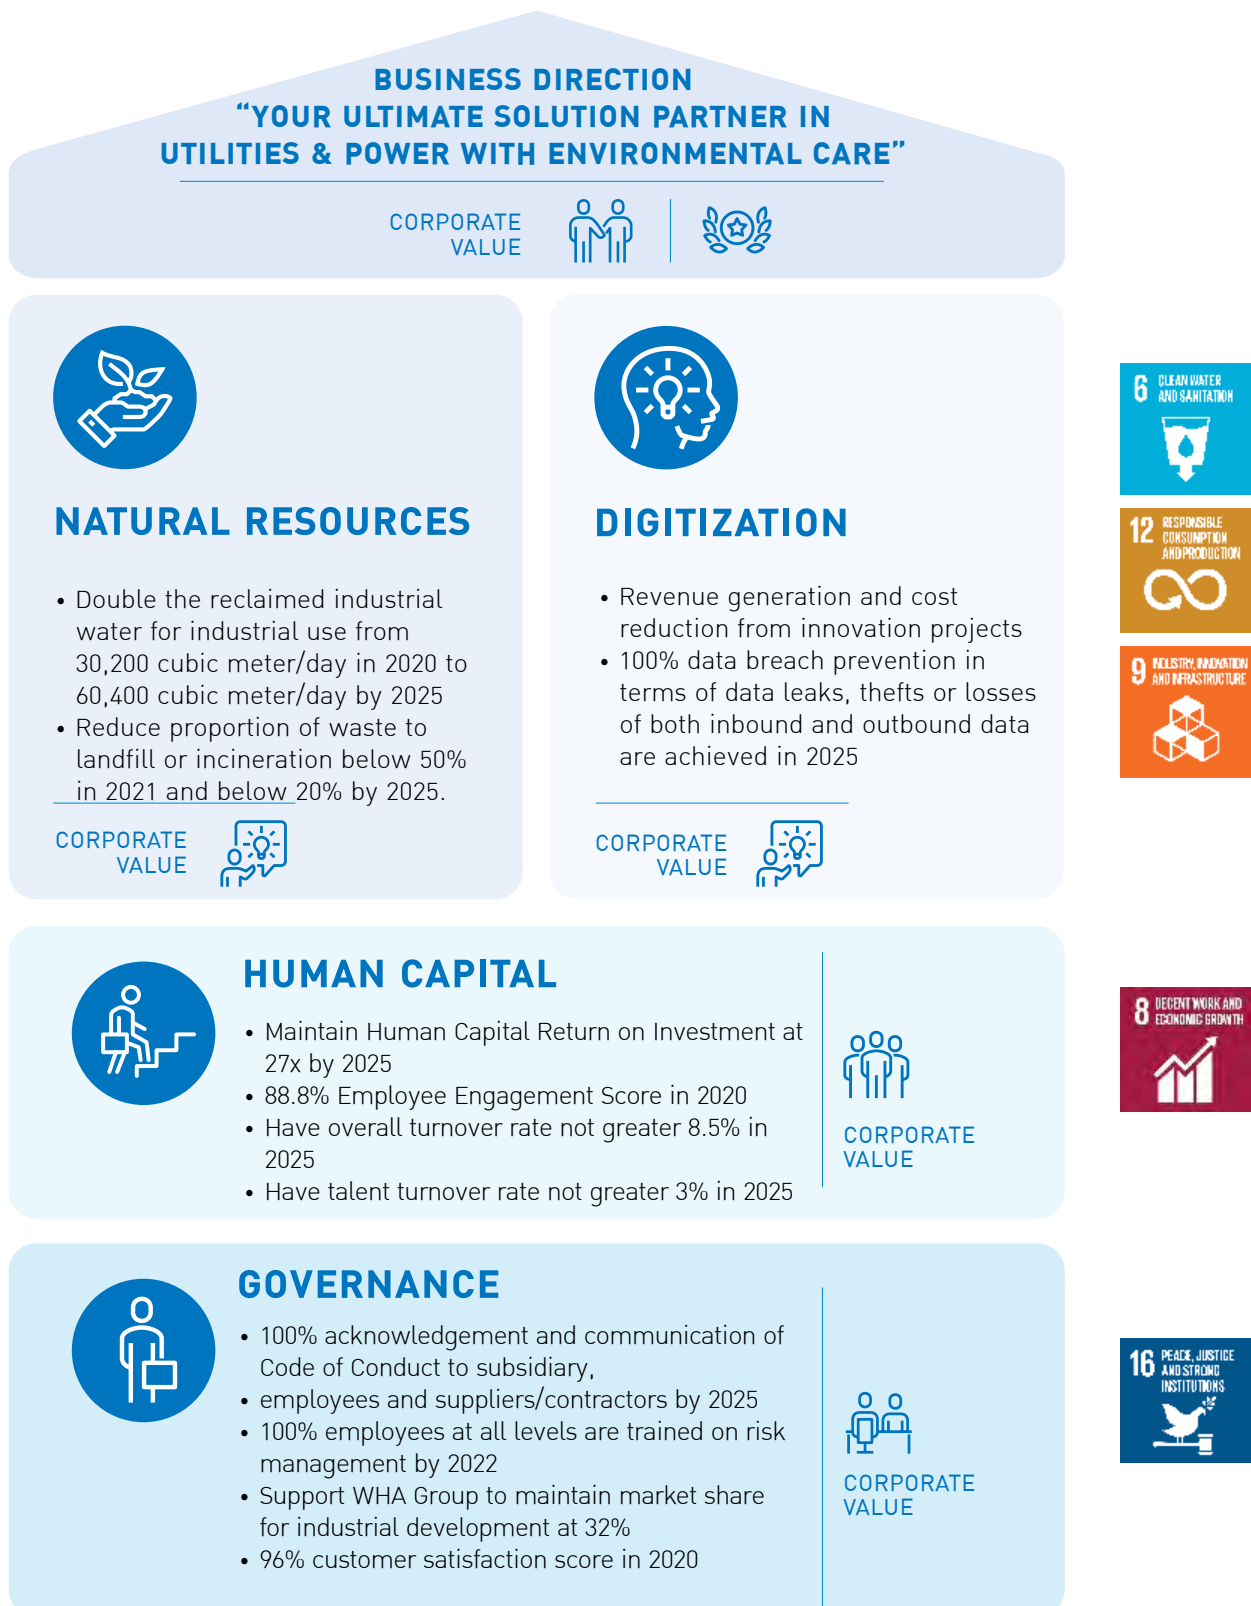 BUSINESS DIRECTION
“YOUR ULTIMATE SOLUTION PARTNER IN
UTILITIES & POWER WITH ENVIRONMENTAL CARE”
CORPORATE
VALUE
NATURAL RESOURCES
• Double the reclaimed industrial
water for industrial use from
30,200 cubic meter/day in 2020 to
60,400 cubic meter/day by 2025
• Reduce proportion of waste to
landfill or incineration below 50%
in 2021 and below 20% by 2025.
CORPORATE
VALUE
DIGITIZATION
• Revenue generation and cost
reduction from innovation projects
• 100% data breach prevention in
terms of data leaks, thefts or losses
of both inbound and outbound data
are achieved in 2025
CORPORATE
VALUE
6 CLEAN WATER
AND SANITATION
12 RESPONSIBLE
CONSUMPTION
AND PRODUCTION
9 INDUSTRY, INNOVATION
AND INFRASTRUCTURE
HUMAN CAPITAL
• Maintain Human Capital Return on Investment at
27x by 2025
• 88.8% Employee Engagement Score in 2020
• Have overall turnover rate not greater 8.5% in
2025
• Have talent turnover rate not greater 3% in 2025
CORPORATE
VALUE
8 DECENT WORK AND
ECONOMIC GROWTH
GOVERNANCE
• 100% acknowledgement and communication of
Code of Conduct to subsidiary,
• employees and suppliers/contractors by 2025
• 100% employees at all levels are trained on risk
management by 2022
• Support WHA Group to maintain market share
for industrial development at 32%
• 96% customer satisfaction score in 2020
CORPORATE
VALUE
16 PEACE, JUSTICE
AND STRONG
INSTITUTIONS